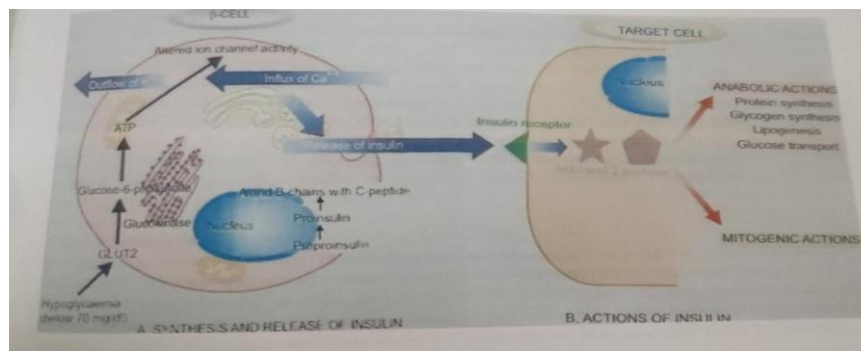 β-CELL
Altered ion channel activity
Outflow of
Influx of Ca++
ATP
Release of insulin
Glucose-6-phosphate
A and B-chains with C-peptide
Glucokinase
Nucleus
Proinsulin
Preproinsulin
GLUT2
Hypoglycaemia
(below 70 mg/dl)
A. SYNTHESIS AND RELEASE OF INSULIN
TARGET CELL
Nucleus
Insulin receptor
ANABOLIC ACTIONS
Protein synthesis
Glycogen synthesis
Lipogenesis
Glucose transport
MITOGENIC ACTIONS
B. ACTIONS OF INSULIN